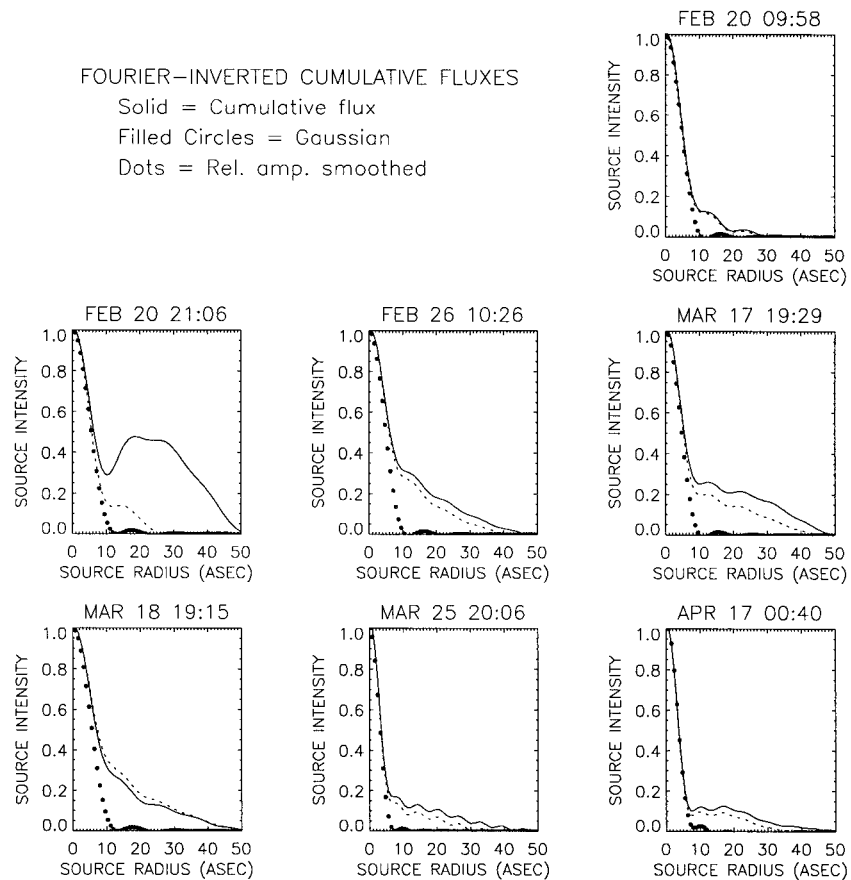 FEB 20 09:58
FOURIER-INVERTED CUMULATIVE FLUXES
Solid = Cumulative flux
Filled Circles = Gaussian
Dots = Rel. amp. smoothed
SOURCE INTENSITY
1.0
0.8
0.6
0.4
0.2
0.0
0 10 20 30 40 50
SOURCE RADIUS (ASEC)
FEB 20 21:06
SOURCE INTENSITY
1.0
0.8
0.6
0.4
0.2
0.0
0 10 20 30 40 50
SOURCE RADIUS (ASEC)
FEB 26 10:26
SOURCE INTENSITY
1.0
0.8
0.6
0.4
0.2
0.0
0 10 20 30 40 50
SOURCE RADIUS (ASEC)
MAR 17 19:29
SOURCE INTENSITY
1.0
0.8
0.6
0.4
0.2
0.0
0 10 20 30 40 50
SOURCE RADIUS (ASEC)
MAR 18 19:15
SOURCE INTENSITY
1.0
0.8
0.6
0.4
0.2
0.0
0 10 20 30 40 50
SOURCE RADIUS (ASEC)
MAR 25 20:06
SOURCE INTENSITY
1.0
0.8
0.6
0.4
0.2
0.0
0 10 20 30 40 50
SOURCE RADIUS (ASEC)
APR 17 00:40
SOURCE INTENSITY
1.0
0.8
0.6
0.4
0.2
0.0
0 10 20 30 40 50
SOURCE RADIUS (ASEC)